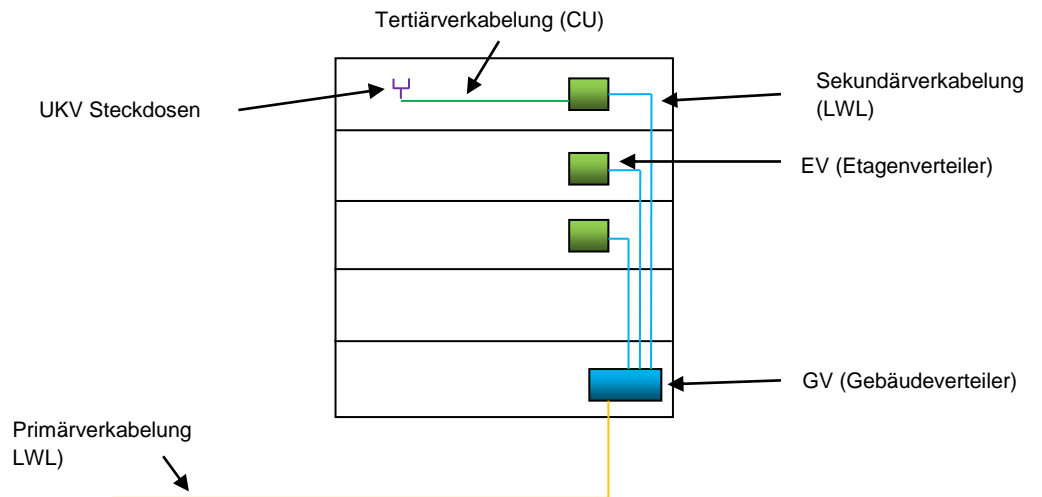 Tertiärverkabelung (CU)
UKV Steckdosen
Sekundärverkabelung
(LWL)
EV (Etagenverteiler)
GV (Gebäudeverteiler)
Primärverkabelung
LWL)